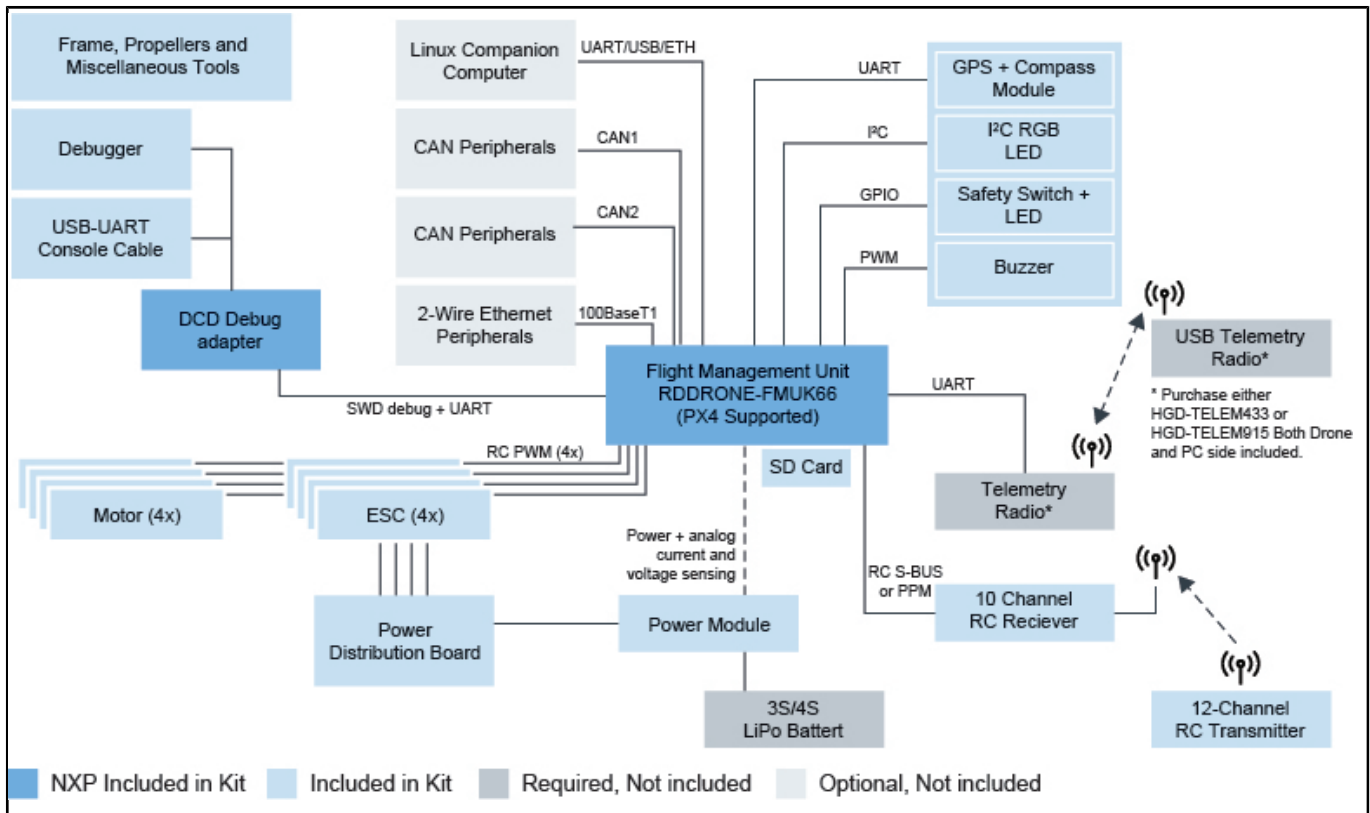 Frame, Propellers and
Miscellaneous Tools
Debugger
USB-UART
Console Cable
DCD Debug
adapter
SWD debug + UART
Linux Companion
Computer
UART/USB/ETH
CAN Peripherals
CAN1
CAN Peripherals
CAN2
2-Wire Ethernet
Peripherals
100BaseT1
UART
GPS + Compass
Module
I²C
I²C RGB
LED
GPIO
Safety Switch +
LED
PWM
Buzzer
USB Telemetry
Radio*
* Purchase either
HGD-TELEM433 or
HGD-TELEM915 Both Drone
and PC side included.
Flight Management Unit
RDDRONE-FMUK66
(PX4 Supported)
UART
SD Card
Telemetry
Radio*
RC PWM (4x)
Motor (4x)
ESC (4x)
Power + analog
current and
voltage sensing
RC S-BUS
or PPM
10 Channel
RC Reciever
Power
Distribution Board
Power Module
3S/4S
LiPo Battert
12-Channel
RC Transmitter
NXP Included in Kit
Included in Kit
Required, Not included
Optional, Not included